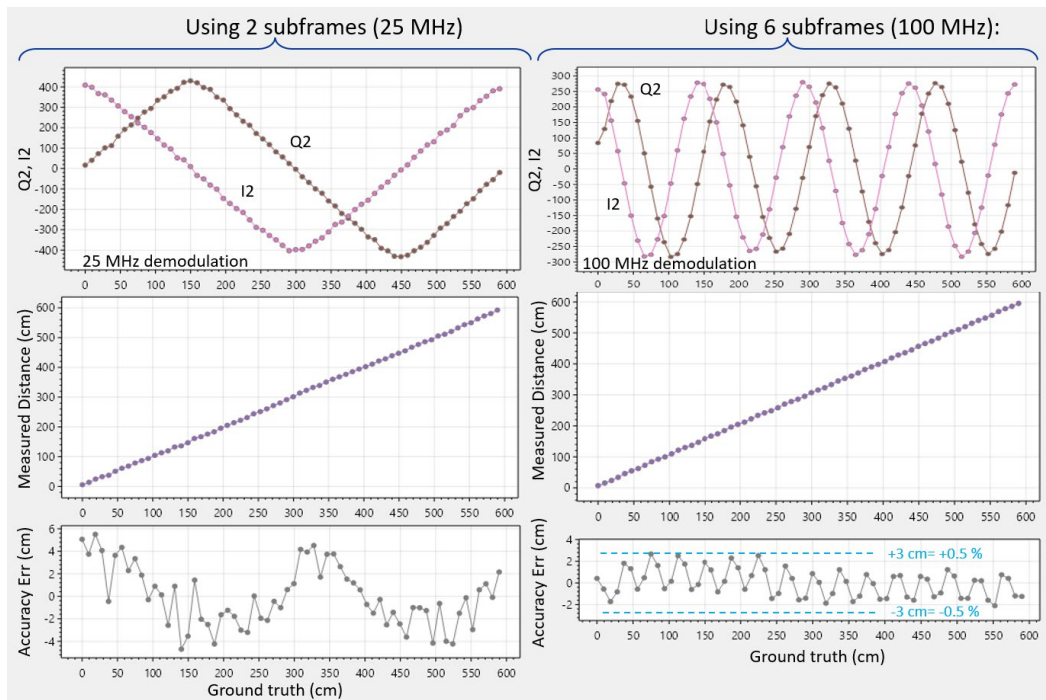 Using 2 subframes (25 MHz)
Using 6 subframes (100 MHz):
Q2, I2
400
300
200
100
0
-100
-200
-300
-400
Q2
I2
25 MHz demodulation
0 50 100 150 200 250 300 350 400 450 500 550 600
Q2, I2
300
250
200
150
100
50
0
-50
-100
-150
-200
-250
-300
Q2
I2
100 MHz demodulation
0 50 100 150 200 250 300 350 400 450 500 550 600
Measured Distance (cm)
600
500
400
300
200
100
0
0 50 100 150 200 250 300 350 400 450 500 550 600
Measured Distance (cm)
600
500
400
300
200
100
0
0 50 100 150 200 250 300 350 400 450 500 550 600
Accuracy Err (cm)
6
4
2
0
-2
-4
0 50 100 150 200 250 300 350 400 450 500 550 600
Ground truth (cm)
Accuracy Err (cm)
4
2
0
-2
+3 cm= +0.5 %
-3 cm= -0.5 %
0 50 100 150 200 250 300 350 400 450 500 550 600
Ground truth (cm)